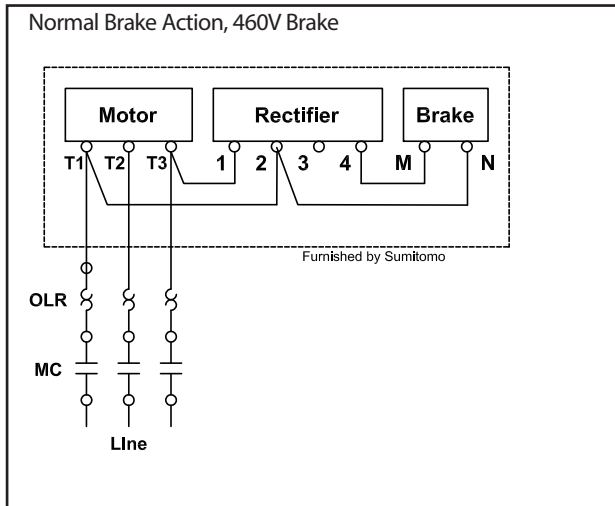 Normal Brake Action, 460V Brake
Motor Rectifier Brake
T1 T2 T3 1 2 3 4 M N
Furnished by Sumitomo
OLR
MC
LIne